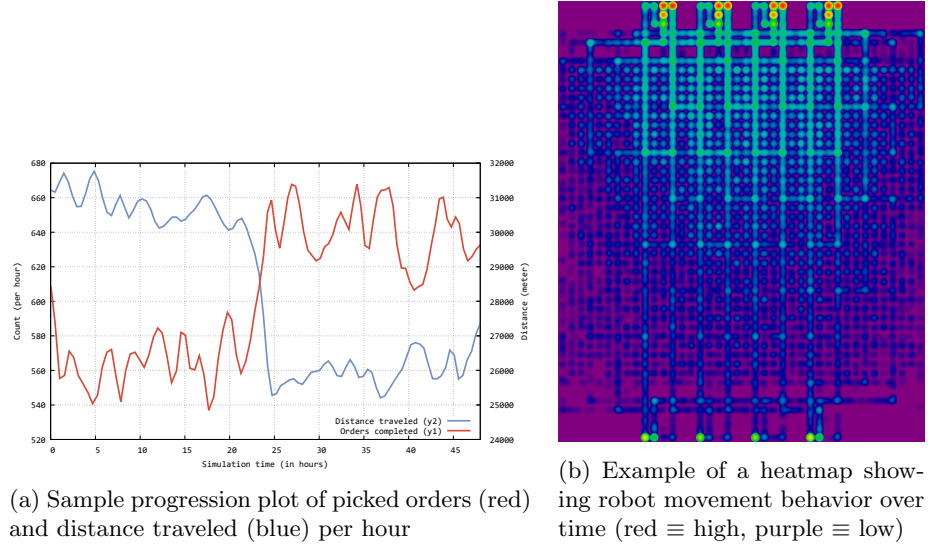 680
660
640
620
600
580
560
540
520
32000
31000
30000
29000
28000
27000
26000
25000
24000
Count (per hour)
Distance (meter)
Distance traveled (y2)
Orders completed (y1)
0 5 10 15 20 25 30 35 40 45
Simulation time (in hours)
(a) Sample progression plot of picked orders (red)
and distance traveled (blue) per hour
(b) Example of a heatmap show-
ing robot movement behavior over
time (red ≡ high, purple ≡ low)